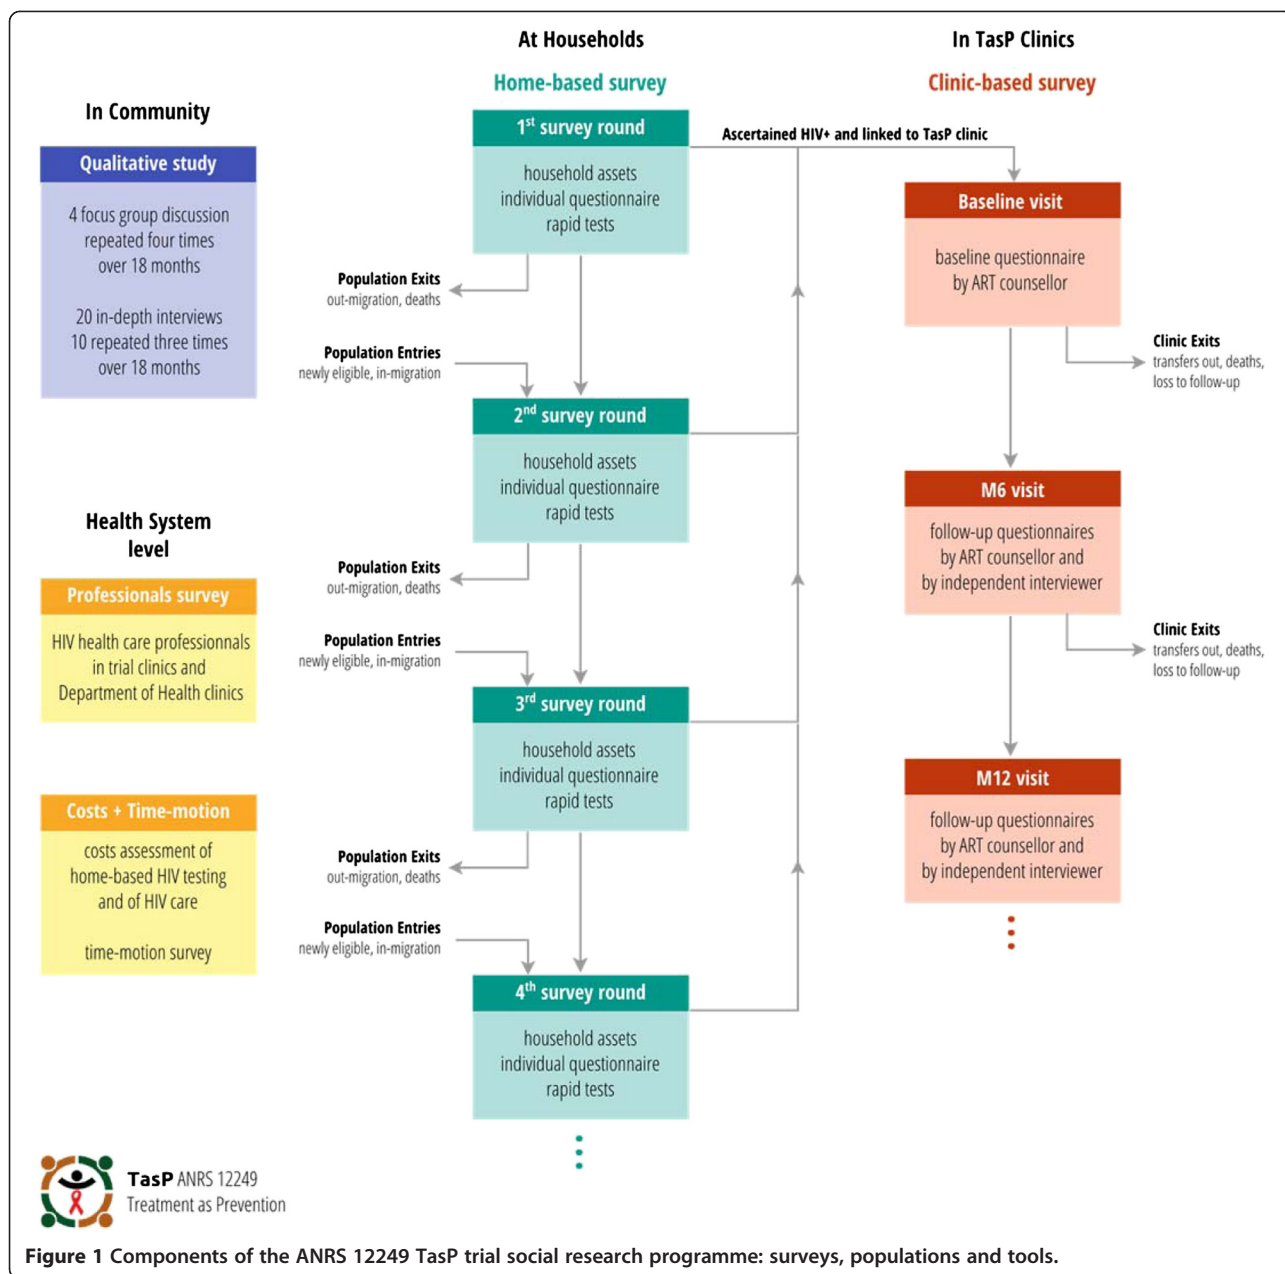 In Community
Qualitative study
4 focus group discussion
repeated four times
over 18 months
20 in-depth interviews
10 repeated three times
over 18 months
Health System
level
Professionals survey
HIV health care professionnals
in trial clinics and
Department of Health clinics
Costs + Time-motion
costs assessment of
home-based HIV testing
and of HIV care
time-motion survey
At Households
Home-based survey
1st survey round
household assets
individual questionnaire
rapid tests
Population Exits
out-migration, deaths
Population Entries
newly eligible, in-migration
2nd survey round
household assets
individual questionnaire
rapid tests
Population Exits
out-migration, deaths
Population Entries
newly eligible, in-migration
3rd survey round
household assets
individual questionnaire
rapid tests
Population Exits
out-migration, deaths
Population Entries
newly eligible, in-migration
4th survey round
household assets
individual questionnaire
rapid tests
In TasP Clinics
Clinic-based survey
Ascertained HIV+ and linked to TasP clinic
Baseline visit
baseline questionnaire
by ART counsellor
Clinic Exits
transfers out, deaths,
loss to follow-up
M6 visit
follow-up questionnaires
by ART counsellor and
by independent interviewer
Clinic Exits
transfers out, deaths,
loss to follow-up
M12 visit
follow-up questionnaires
by ART counsellor and
by independent interviewer
TasP ANRS 12249
Treatment as Prevention
Figure 1 Components of the ANRS 12249 TasP trial social research programme: surveys, populations and tools.